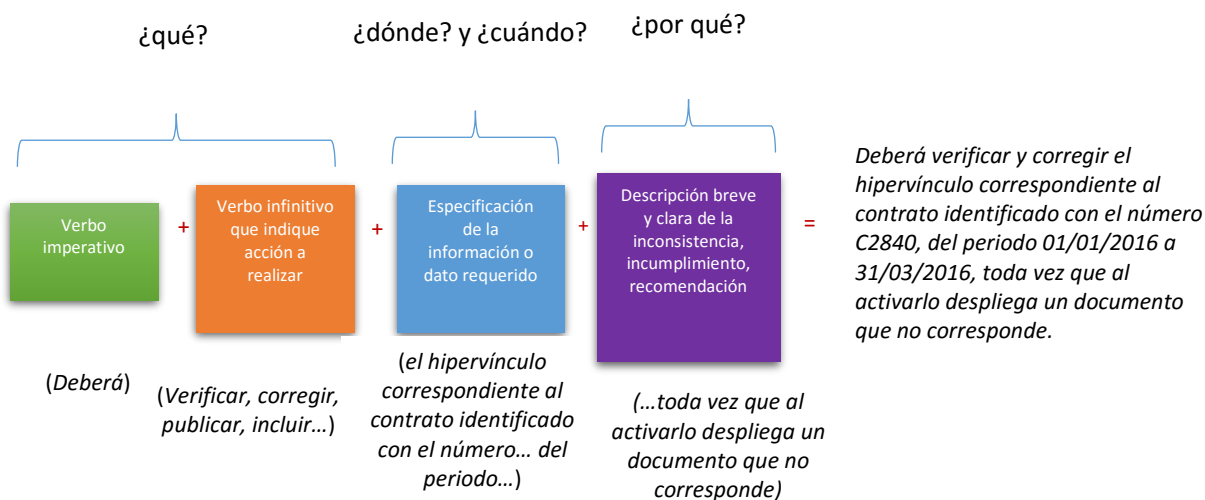 ¿qué?
¿dónde? y ¿cuándo?
¿por qué?
Verbo
imperativo
+
Verbo infinitivo
que indique
acción a
realizar
+
Especificación
de la
información o
dato requerido
+
Descripción breve
y clara de la
inconsistencia,
incumplimiento,
recomendación
=
Deberá verificar y corregir el
hipervínculo correspondiente al
contrato identificado con el número
C2840, del periodo 01/01/2016 a
31/03/2016, toda vez que al
activarlo despliega un documento
que no corresponde.
(Deberá)
(Verificar, corregir,
publicar, incluir…)
(el hipervínculo
correspondiente al
contrato identificado
con el número… del
periodo…)
(…toda vez que al
activarlo despliega un
documento que no
corresponde)